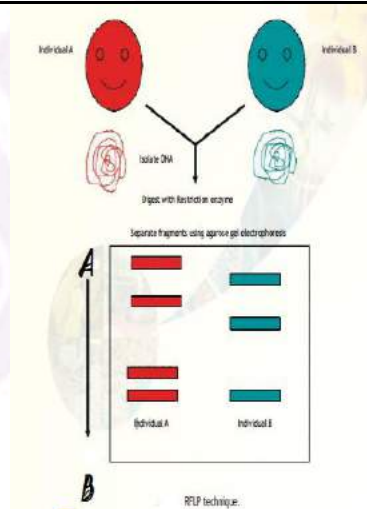 Individual A
Individual B
Isolate DNA
Digest with Restriction enzyme
Separate fragments using agarose gel electrophoresis
A
Individual A
Individual B
B
RFLP technique.